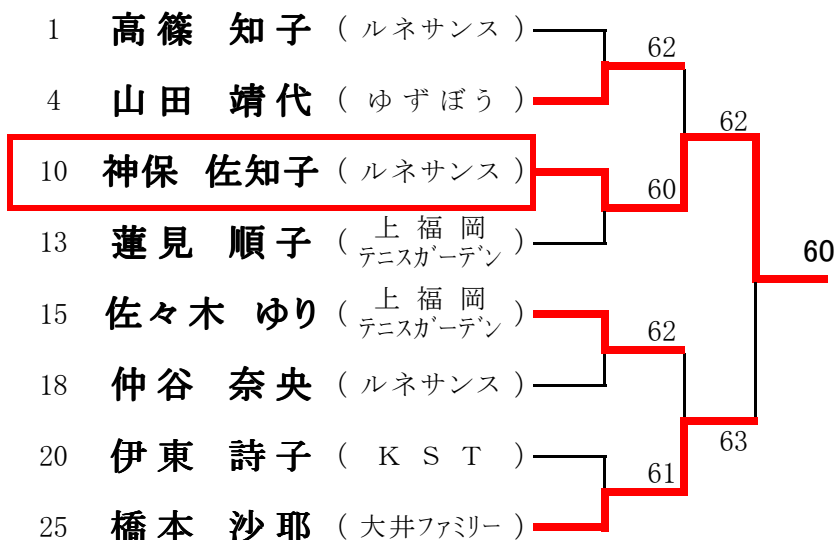 1 高篠 知子 ( ルネサンス )
62
4 山田 靖代 ( ゆずぼう )
62
10 神保 佐知子 ( ルネサンス )
60
13 蓮見 順子 ( 上福岡 テニスガーデン )
60
15 佐々木 ゆり ( 上福岡 テニスガーデン )
62
18 仲谷 奈央 ( ルネサンス )
63
20 伊東 詩子 ( KST )
61
25 橋本 沙耶 ( 大井ファミリー )